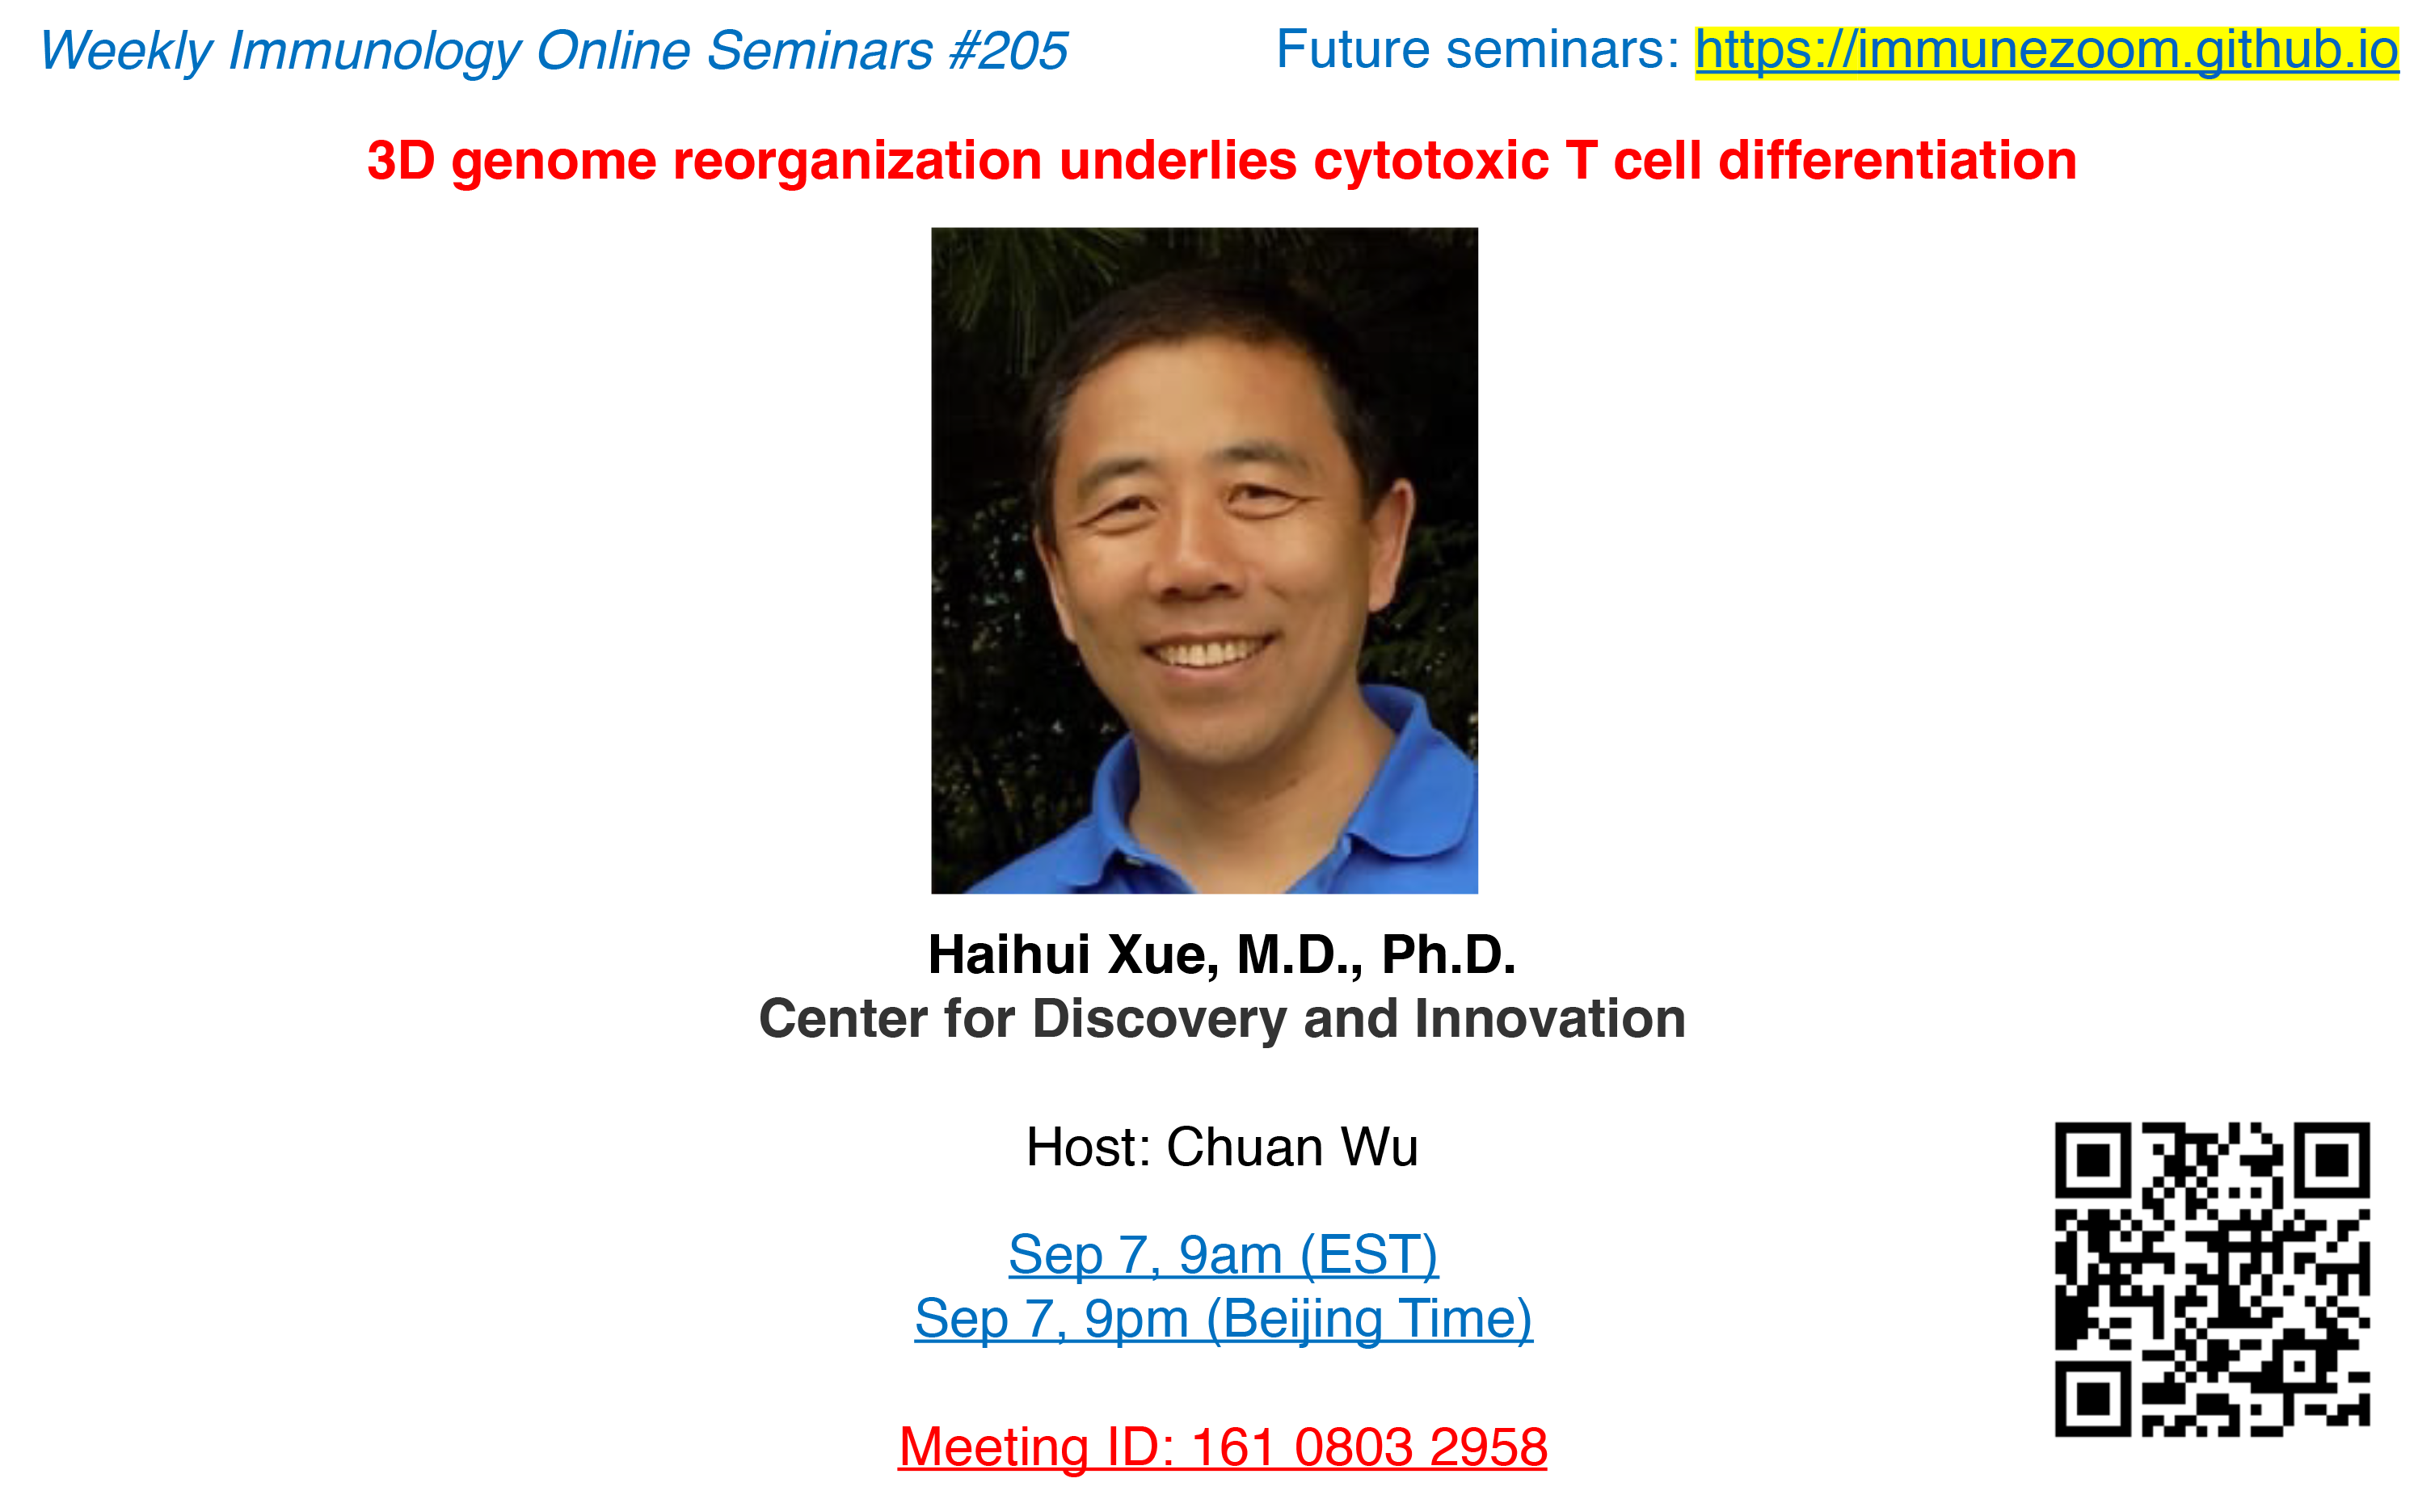 Weekly Immunology Online Seminars #205
Future seminars: https://immunezoom.github.io
3D genome reorganization underlies cytotoxic T cell differentiation
Haihui Xue, M.D., Ph.D.
Center for Discovery and Innovation
Host: Chuan Wu
Sep 7, 9am (EST)
Sep 7, 9pm (Beijing Time)
Meeting ID: 161 0803 2958